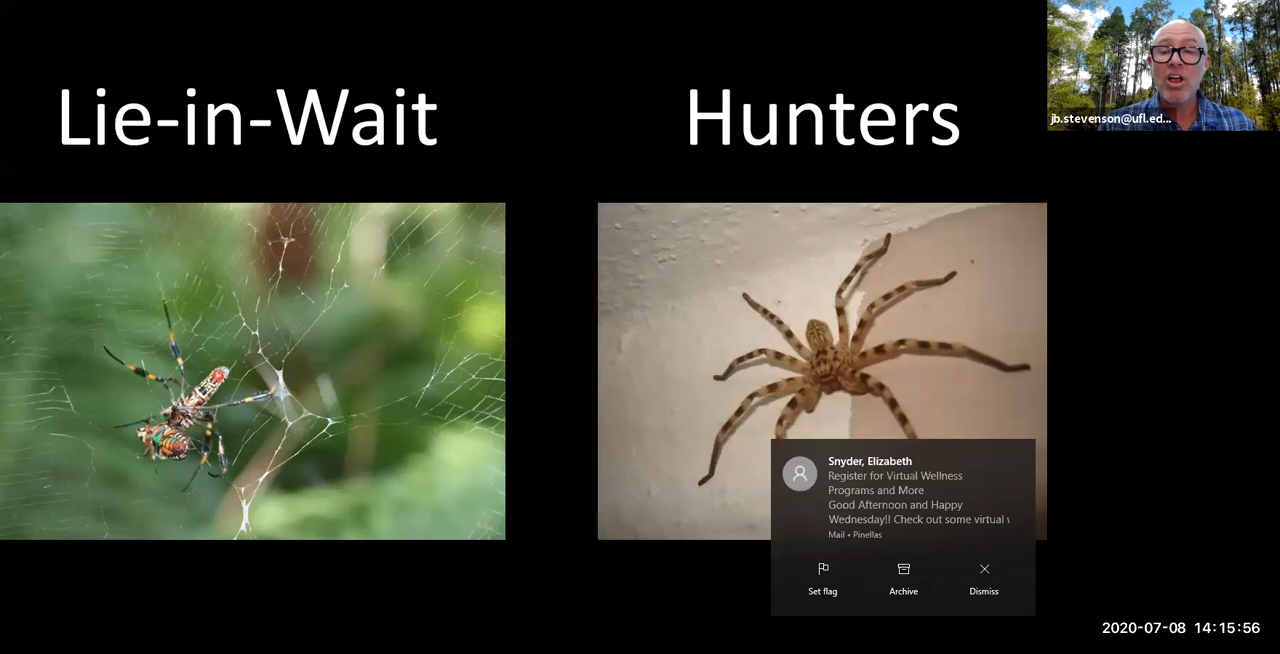 Lie-in-Wait
Hunters
jb.stevenson@ufl.ed...
Snyder, Elizabeth
Register for Virtual Wellness
Programs and More
Good Afternoon and Happy
Wednesday!! Check out some virtual
Mail • Pinellas
Set flag
Archive
Dismiss
2020-07-08 14:15:56